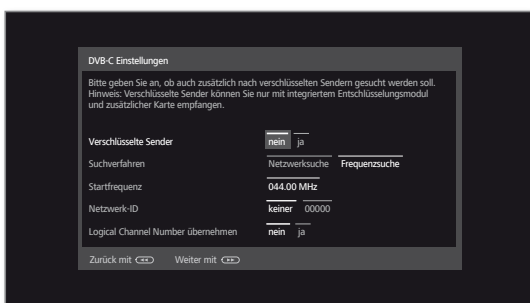 DVB-C Einstellungen
Bitte geben Sie an, ob auch zusätzlich nach verschlüsselten Sendern gesucht werden soll.
Hinweis: Verschlüsselte Sender können Sie nur mit integriertem Entschlüsselungsmodul
und zusätzlicher Karte empfangen.
Verschlüsselte Sender nein ja
Suchverfahren Netzwerksuche Frequenzsuche
Startfrequenz 044.00 MHz
Netzwerk-ID keiner 00000
Logical Channel Number übernehmen nein ja
Zurück mit Weiter mit